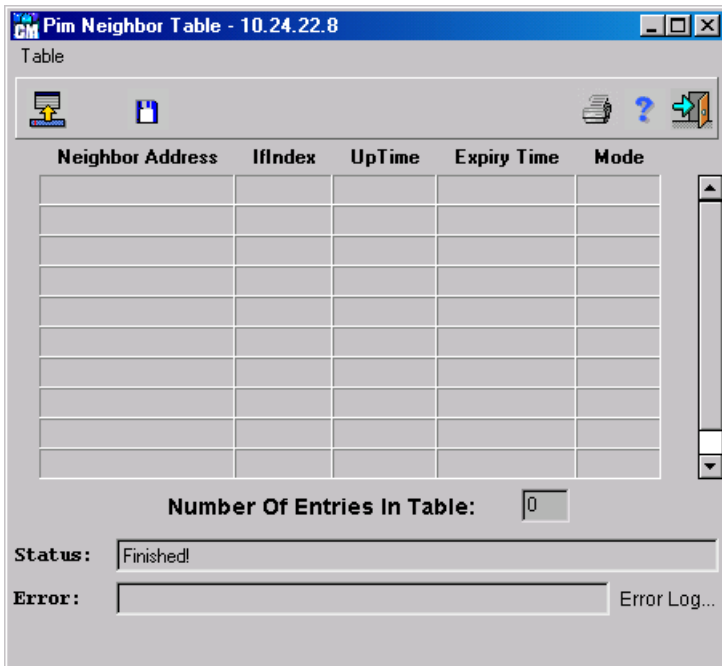 GM Pim Neighbor Table - 10.24.22.8
Table
?
Neighbor Address IfIndex UpTime Expiry Time Mode
Number Of Entries In Table: 0
Status: Finished!
Error: Error Log...